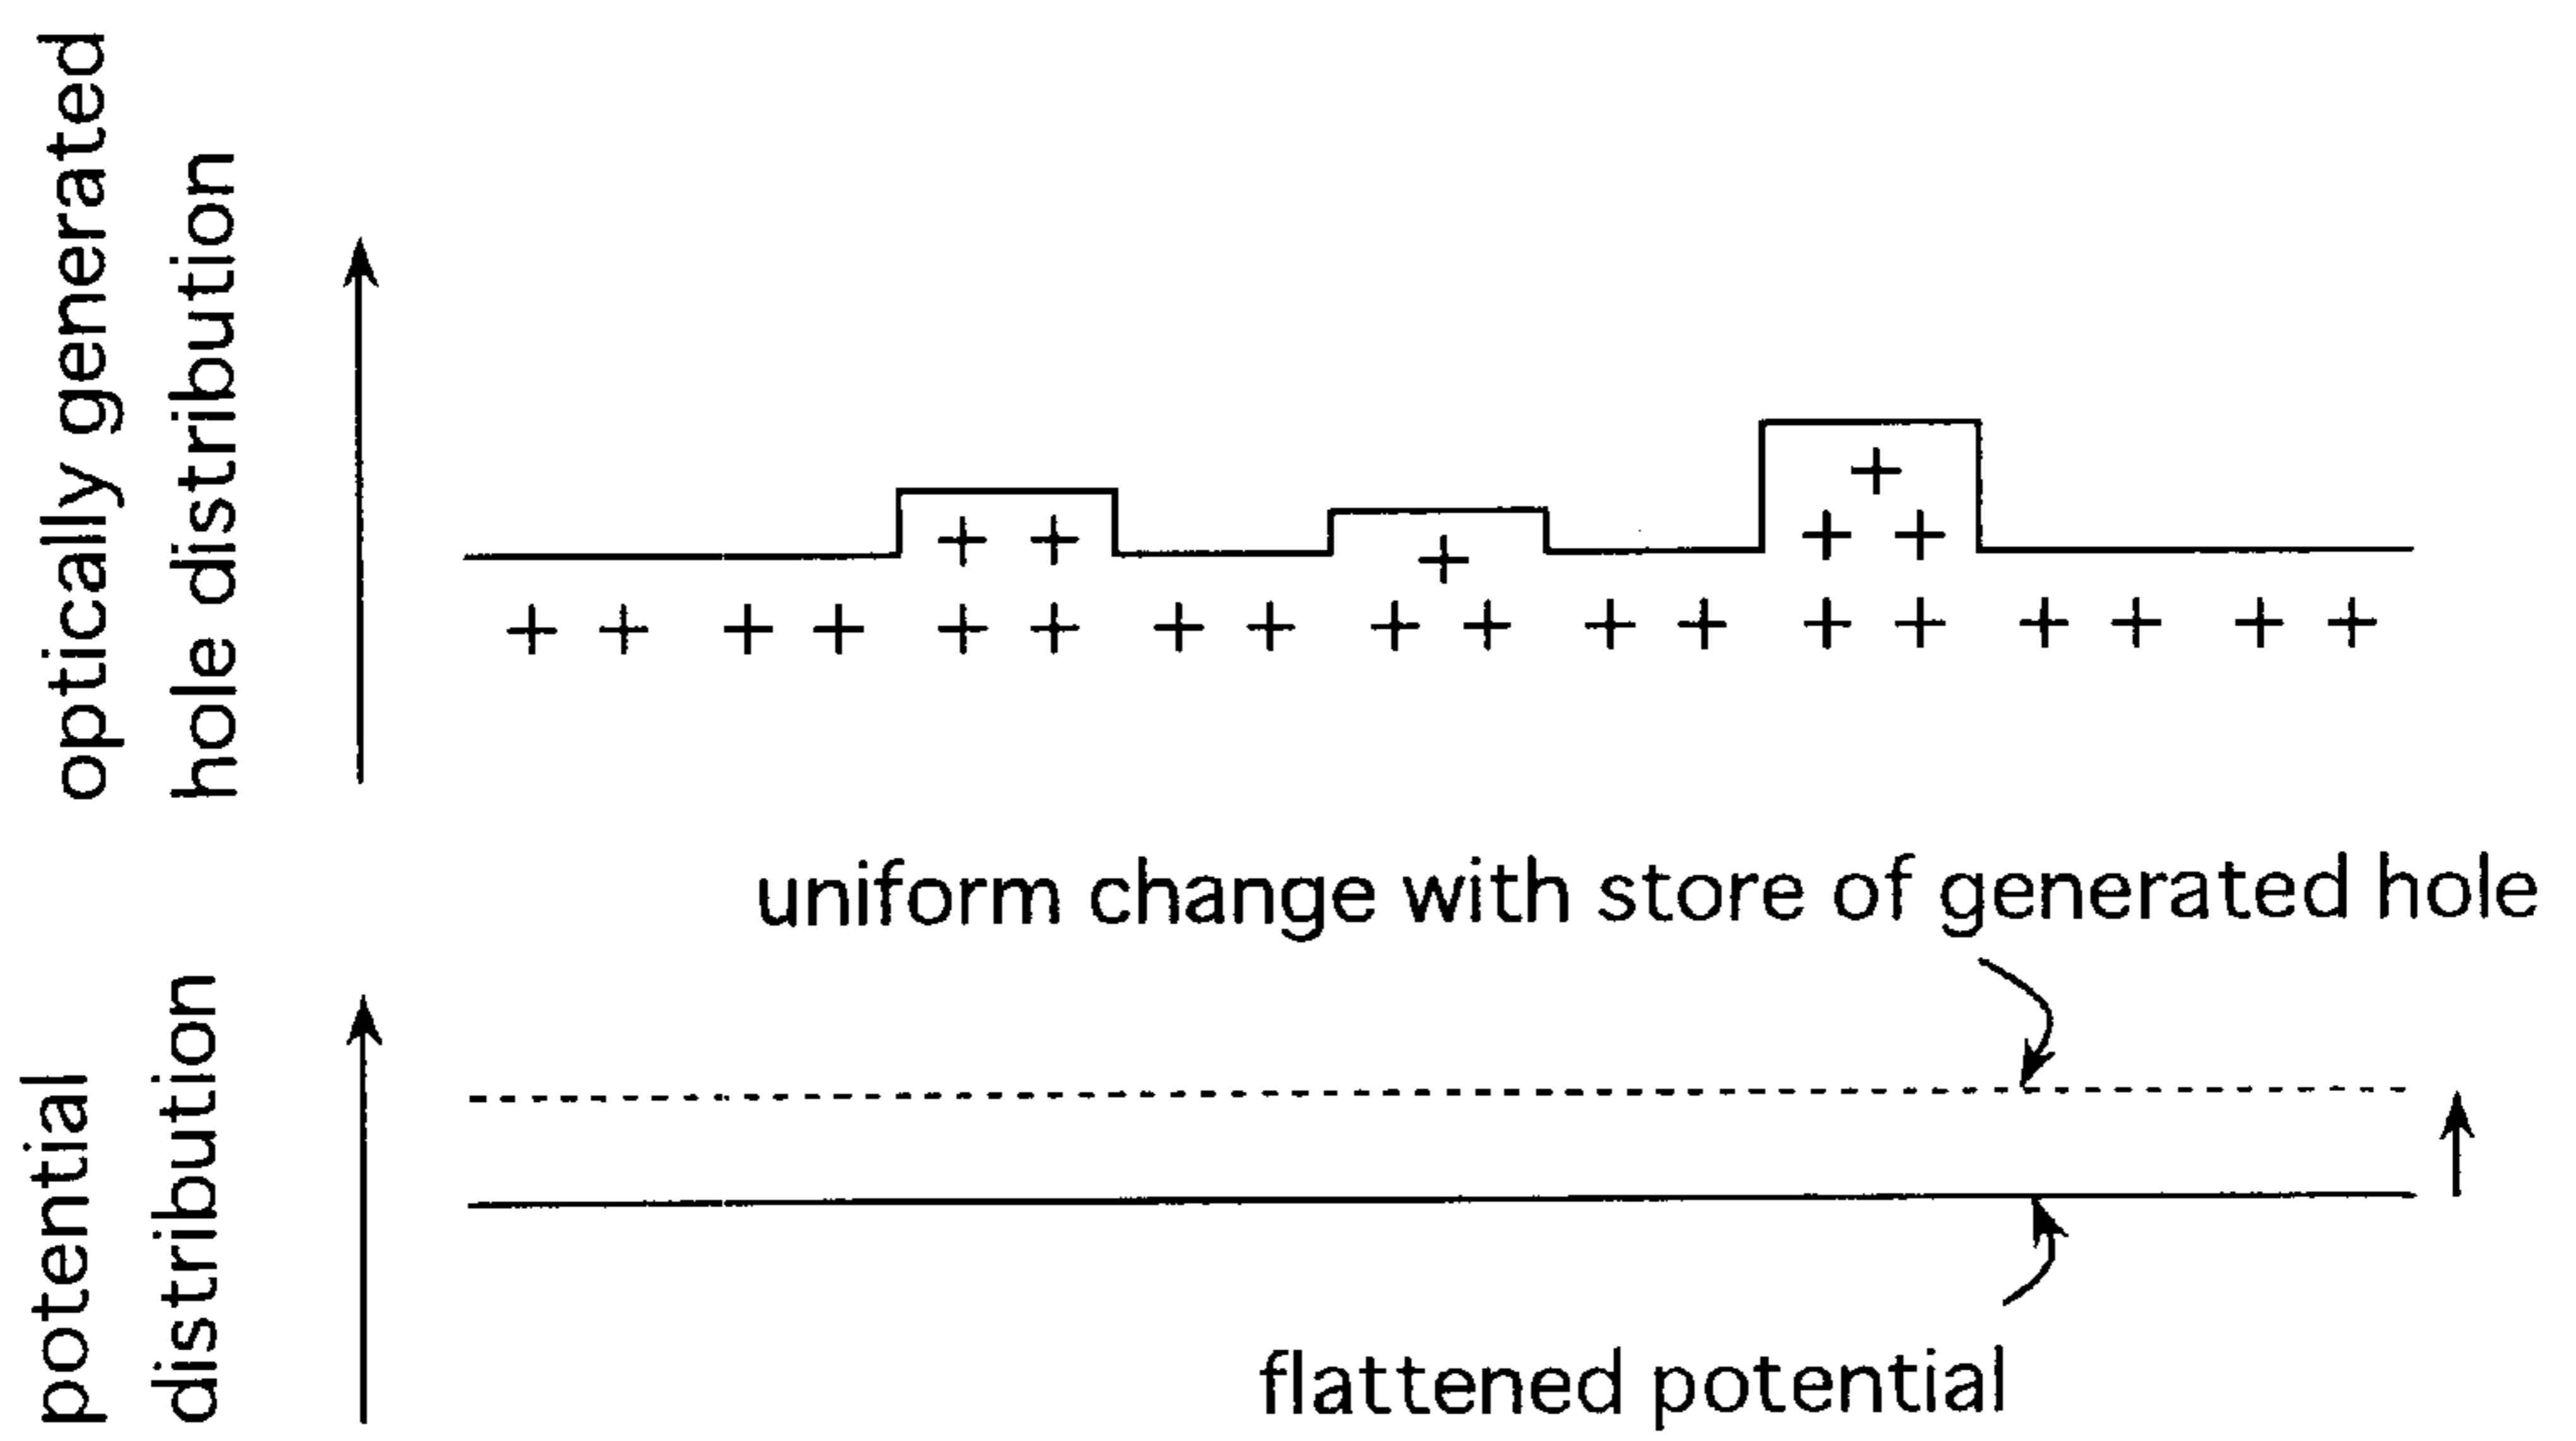 optically generated
hole distribution
+ +
+
+
+ +
+ + + + + + + + + + + + + + + + + +
uniform change with store of generated hole
potential
distribution
flattened potential